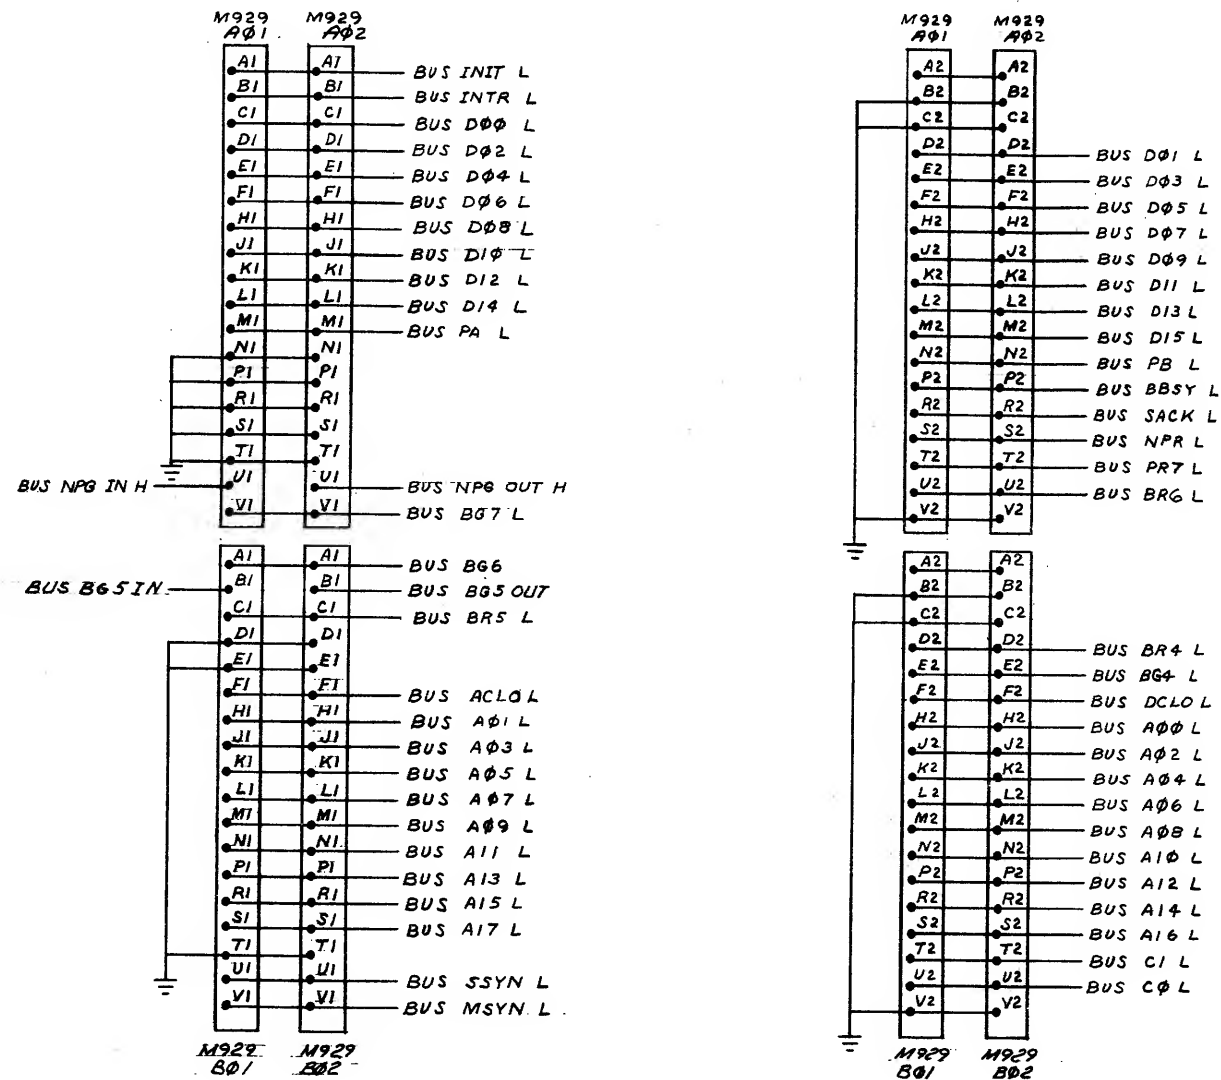 M929 M929
AØ1 AØ2
A1 A1 BUS INIT L
B1 B1 BUS INTR L
C1 C1 BUS DØØ L
D1 D1 BUS DØ2 L
E1 E1 BUS DØ4 L
F1 F1 BUS DØ6 L
H1 H1 BUS DØ8 L
J1 J1 BUS D1Ø L
K1 K1 BUS D12 L
L1 L1 BUS D14 L
M1 M1 BUS PA L
N1 N1
P1 P1
R1 R1
S1 S1
T1 T1
BUS NPG IN H U1 U1 BUS NPG OUT H
V1 V1 BUS BG7 L
A1 A1 BUS BG6
BUS BG5 IN B1 B1 BUS BG5 OUT
C1 C1 BUS BR5 L
D1 D1
E1 E1
F1 F1 BUS ACLO L
H1 H1 BUS AØ1 L
J1 J1 BUS AØ3 L
K1 K1 BUS AØ5 L
L1 L1 BUS AØ7 L
M1 M1 BUS AØ9 L
N1 N1 BUS A11 L
P1 P1 BUS A13 L
R1 R1 BUS A15 L
S1 S1 BUS A17 L
T1 T1
U1 U1 BUS SSYN L
V1 V1 BUS MSYN L
M929 M929
BØ1 BØ2
M929 M929
AØ1 AØ2
A2 A2
B2 B2
C2 C2
D2 D2 BUS DØ1 L
E2 E2 BUS DØ3 L
F2 F2 BUS DØ5 L
H2 H2 BUS DØ7 L
J2 J2 BUS DØ9 L
K2 K2 BUS D11 L
L2 L2 BUS D13 L
M2 M2 BUS D15 L
N2 N2 BUS PB L
P2 P2 BUS BBSY L
R2 R2 BUS SACK L
S2 S2 BUS NPR L
T2 T2 BUS PR7 L
U2 U2 BUS BR6 L
V2 V2
A2 A2
B2 B2
C2 C2
D2 D2 BUS BR4 L
E2 E2 BUS BG4 L
F2 F2 BUS DCLO L
H2 H2 BUS AØØ L
J2 J2 BUS AØ2 L
K2 K2 BUS AØ4 L
L2 L2 BUS AØ6 L
M2 M2 BUS AØ8 L
N2 N2 BUS A1Ø L
P2 P2 BUS A12 L
R2 R2 BUS A14 L
S2 S2 BUS A16 L
T2 T2 BUS C1 L
U2 U2 BUS CØ L
V2 V2
M929 M929
BØ1 BØ2